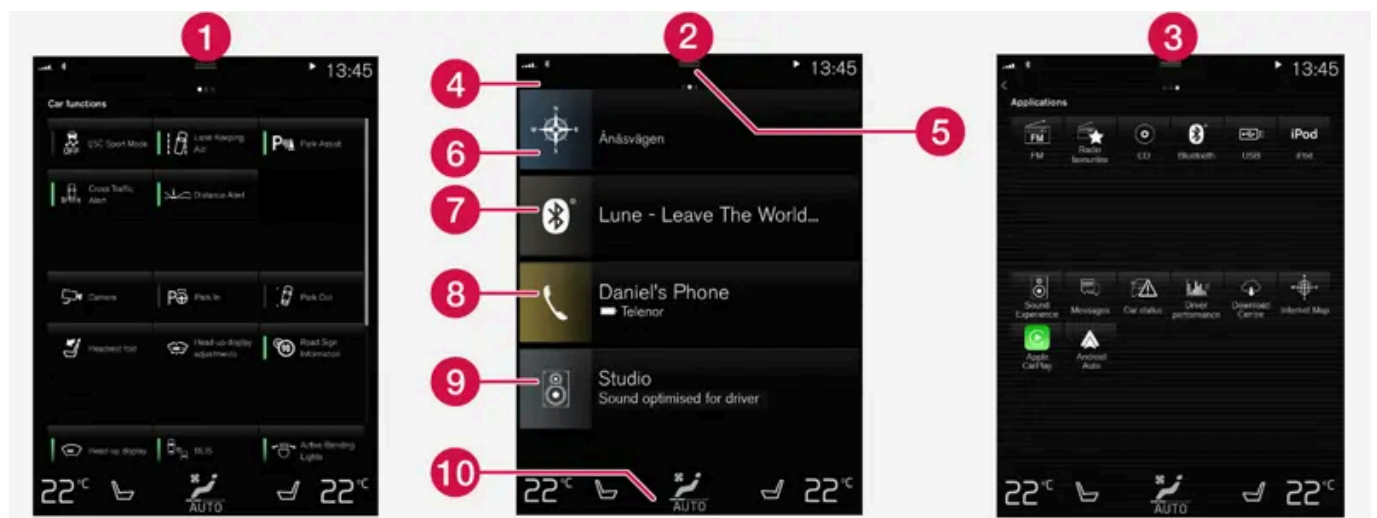 1
13:45
Car functions
OFF
ESC Sport Mode
Lane Keeping
Aid
P
Park Assist
Cross Traffic
Alert
Distance Alert
Camera
P
Park In
Park Out
Headrest fold
Head-up display
adjustments
90
Road Sign
Information
Head-up display
BLIS
Active Bending
Lights
22°C
AUTO
22°C
2
13:45
4
5
N
W
E
S
Änäsvägen
6
7
Lune - Leave The World...
8
Daniel's Phone
Telenor
9
Studio
Sound optimised for driver
10
22°C
AUTO
22°C
3
13:45
Applications
FM
FM
Radio
favourites
CD
Bluetooth
USB
iPod
iPod
Sound
Experience
Messages
Car status
Driver
performance
Download
Centre
Internet Map
Apple
CarPlay
Android
Auto
22°C
AUTO
22°C